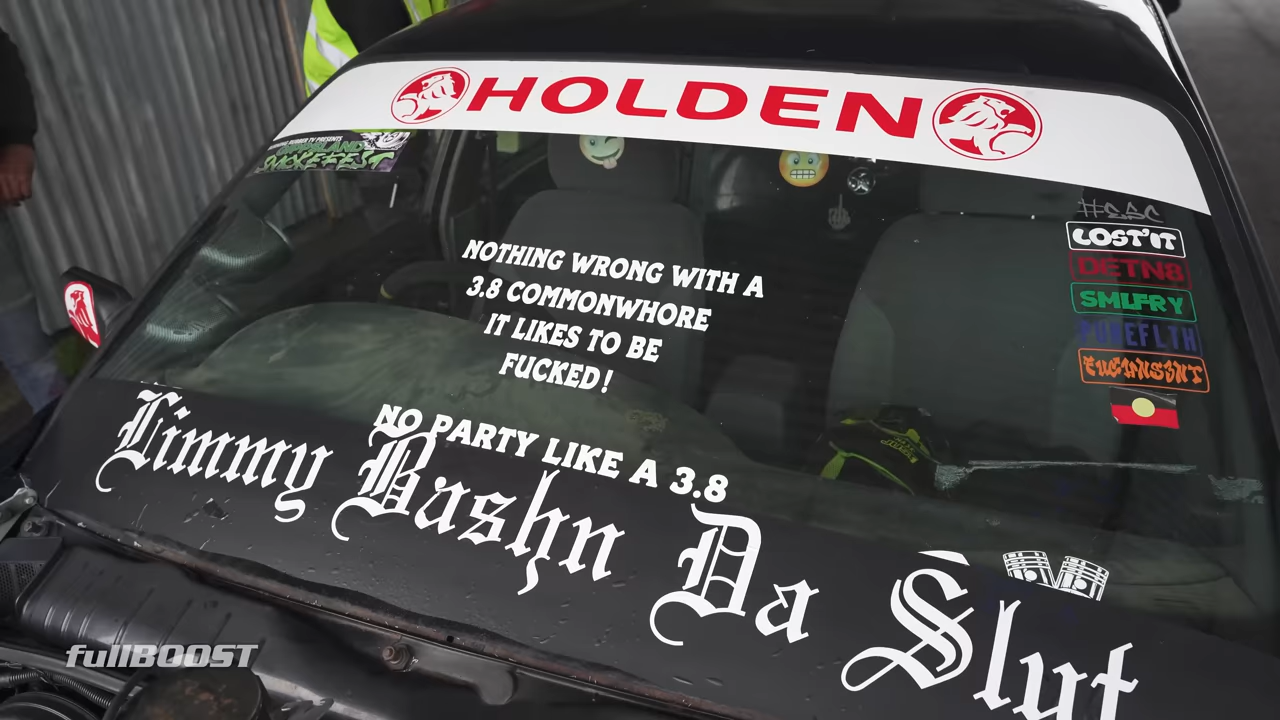 HOLDEN
NOTHING WRONG WITH A
3.8 COMMONWHORE
IT LIKES TO BE
FUCKED!
NO PARTY LIKE A 3.8
Limmy Bashn Da Slut
LOST'IT
DETN8
SMLFRY
PUREFLTH
fullBOOST